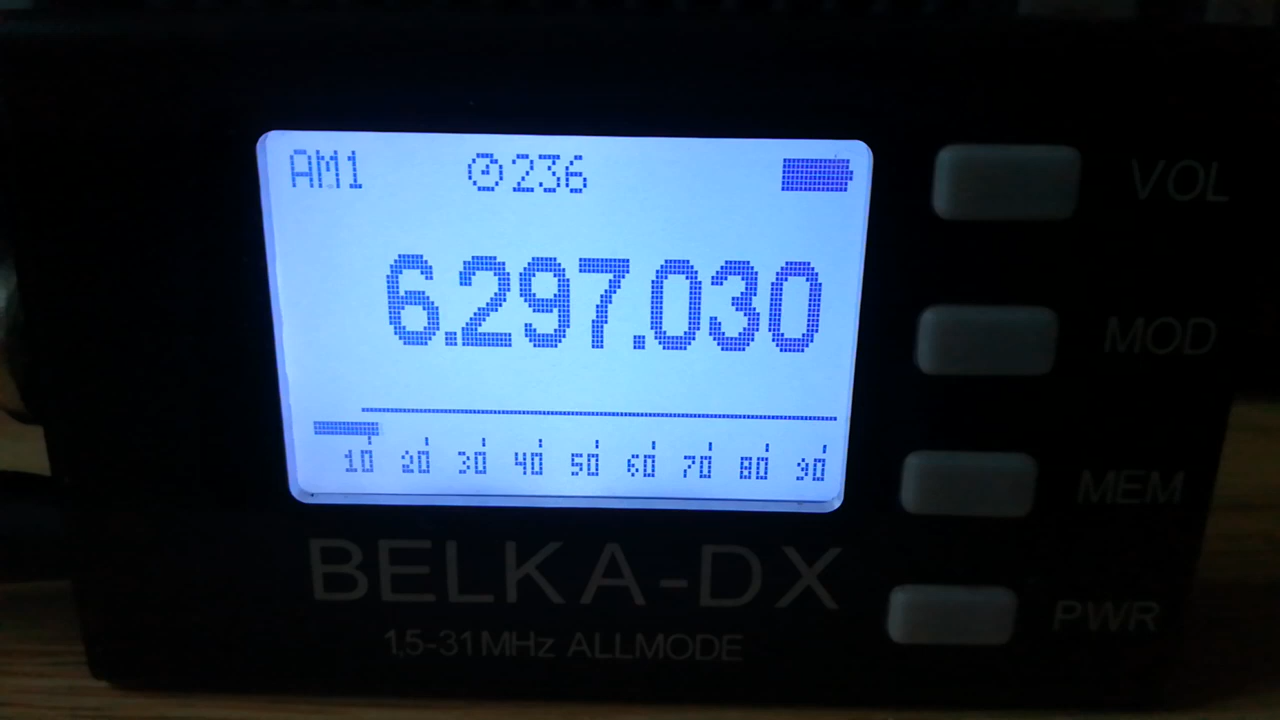 AM1 236
6.297.030
10 20 30 40 50 60 70 80 90
VOL
MOD
MEM
PWR
BELKA-DX
1,5-31MHz ALLMODE